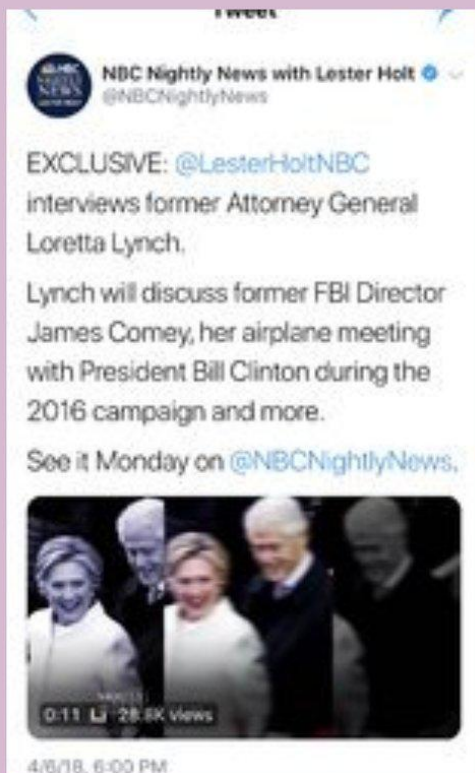 Tweet
NBC Nightly News with Lester Holt
@NBCNightlyNews
EXCLUSIVE: @LesterHoltNBC
interviews former Attorney General
Loretta Lynch.
Lynch will discuss former FBI Director
James Comey, her airplane meeting
with President Bill Clinton during the
2016 campaign and more.
See it Monday on @NBCNightlyNews.
0:11 28.8K views
4/6/18, 6:00 PM